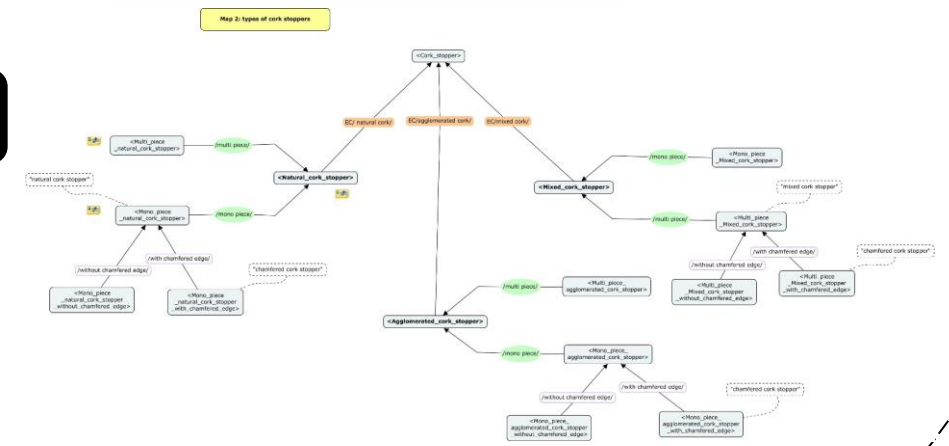 Map 2: types of cork stoppers
<Cork_stopper>
EC/ natural cork/
EC/agglomerated cork/
EC/mixed cork/
<Multi_piece
_natural_cork_stopper>
/multi piece/
<Natural_cork_stopper>
"natural cork stopper"
<Mono_piece
_natural_cork_stopper>
/mono piece/
/without chamfered edge/
/with chamfered edge/
"chamfered cork stopper"
<Mono_piece
_natural_cork_stopper
_without_chamfered_edge>
<Mono_piece
_natural_cork_stopper
_with_chamfered_edge>
<Mixed_cork_stopper>
/mono piece/
<Mono_piece
_Mixed_cork_stopper>
"mixed cork stopper"
/multi piece/
<Multi_piece
_Mixed_cork_stopper>
/without chamfered edge/
/with chamfered edge/
"chamfered cork stopper"
<Multi_piece
_Mixed_cork_stopper
_without_chamfered_edge>
<Multi_piece
_Mixed_cork_stopper
_with_chamfered_edge>
/multi piece/
<Multi_piece_
agglomerated_cork_stopper>
<Agglomerated_cork_stopper>
/mono piece/
<Mono_piece_
agglomerated_cork_stopper>
/without chamfered edge/
/with chamfered edge/
"chamfered cork stopper"
<Mono_piece_
agglomerated_cork_stopper
without_chamfered_edge>
<Mono_piece_
agglomerated_cork_stopper
_with_chamfered_edge>